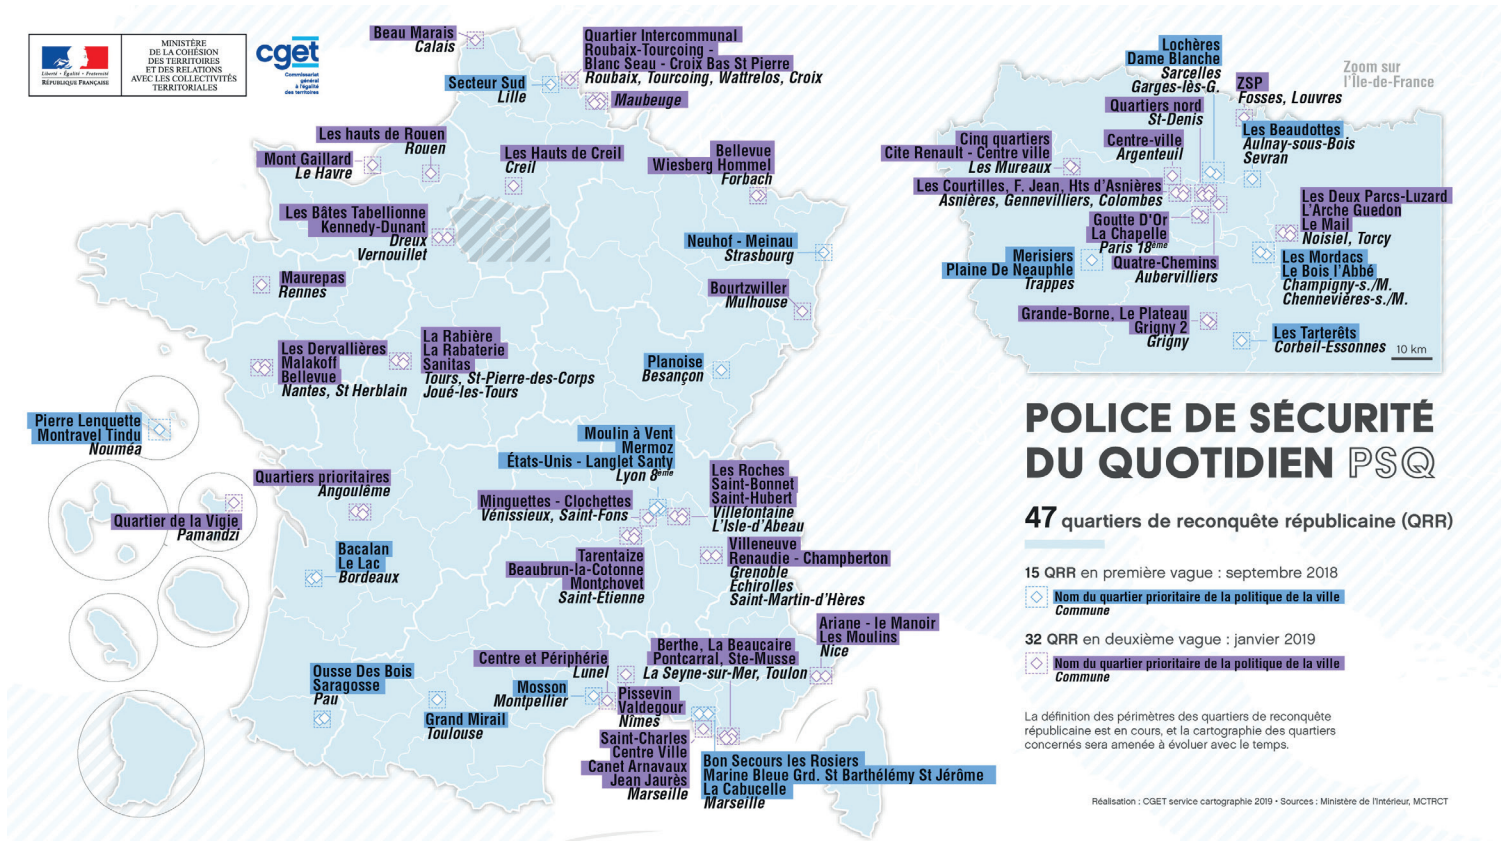 Liberté • Égalité • Fraternité
RÉPUBLIQUE FRANÇAISE
MINISTÈRE
DE LA COHÉSION
DES TERRITOIRES
ET DES RELATIONS
AVEC LES COLLECTIVITÉS
TERRITORIALES
cget
Commissariat
général
à l'égalité
des territoires
Beau Marais
Calais
Quartier Intercommunal
Roubaix-Tourcoing -
Blanc Seau - Croix Bas St Pierre
Roubaix, Tourcoing, Wattrelos, Croix
Secteur Sud
Lille
Maubeuge
Les hauts de Rouen
Rouen
Mont Gaillard
Le Havre
Les Hauts de Creil
Creil
Bellevue
Wiesberg Hommel
Forbach
Les Bâtes Tabellionne
Kennedy-Dunant
Dreux
Vernouillet
Neuhof - Meinau
Strasbourg
Maurepas
Rennes
Bourtzwiller
Mulhouse
Les Dervallières
Malakoff
Bellevue
Nantes, St Herblain
La Rabière
La Rabaterie
Sanitas
Tours, St-Pierre-des-Corps
Joué-les-Tours
Planoise
Besançon
Pierre Lenquette
Montravel Tindu
Nouméa
Moulin à Vent
Mermoz
États-Unis - Langlet Santy
Lyon 8ème
Quartiers prioritaires
Angoulême
Minguettes - Clochettes
Vénissieux, Saint-Fons
Les Roches
Saint-Bonnet
Saint-Hubert
Villefontaine
L'Isle-d'Abeau
Quartier de la Vigie
Pamandzi
Bacalan
Le Lac
Bordeaux
Tarentaize
Beaubrun-la-Cotonne
Montchovet
Saint-Etienne
Villeneuve
Renaudie - Champberton
Grenoble
Échirolles
Saint-Martin-d'Hères
Ariane - le Manoir
Les Moulins
Nice
Berthe, La Beaucaire
Pontcarral, Ste-Musse
La Seyne-sur-Mer, Toulon
Centre et Périphérie
Lunel
Ousse Des Bois
Saragosse
Pau
Mosson
Montpellier
Pissevin
Valdegour
Nîmes
Grand Mirail
Toulouse
Saint-Charles
Centre Ville
Canet Arnavaux
Jean Jaurès
Marseille
Bon Secours les Rosiers
Marine Bleue Grd. St Barthélémy St Jérôme
La Cabucelle
Marseille
Zoom sur
l'Île-de-France
Lochères
Dame Blanche
Sarcelles
Garges-lès-G.
ZSP
Fosses, Louvres
Quartiers nord
St-Denis
Les Beaudottes
Aulnay-sous-Bois
Sevran
Cinq quartiers
Cite Renault - Centre ville
Les Mureaux
Centre-ville
Argenteuil
Les Courtilles, F. Jean, Hts d'Asnières
Asnières, Gennevilliers, Colombes
Les Deux Parcs-Luzard
L'Arche Guedon
Le Mail
Noisiel, Torcy
Goutte D'Or
La Chapelle
Paris 18ème
Merisiers
Plaine De Neauphle
Trappes
Quatre-Chemins
Aubervilliers
Les Mordacs
Le Bois l'Abbé
Champigny-s./M.
Chennevières-s./M.
Grande-Borne, Le Plateau
Grigny 2
Grigny
Les Tarterêts
Corbeil-Essonnes
10 km
POLICE DE SÉCURITÉ
DU QUOTIDIEN PSQ
47 quartiers de reconquête républicaine (QRR)
15 QRR en première vague : septembre 2018
Nom du quartier prioritaire de la politique de la ville
Commune
32 QRR en deuxième vague : janvier 2019
Nom du quartier prioritaire de la politique de la ville
Commune
La définition des périmètres des quartiers de reconquête
républicaine est en cours, et la cartographie des quartiers
concernés sera amenée à évoluer avec le temps.
Réalisation : CGET service cartographie 2019 • Sources : Ministère de l'Intérieur, MCTRCT